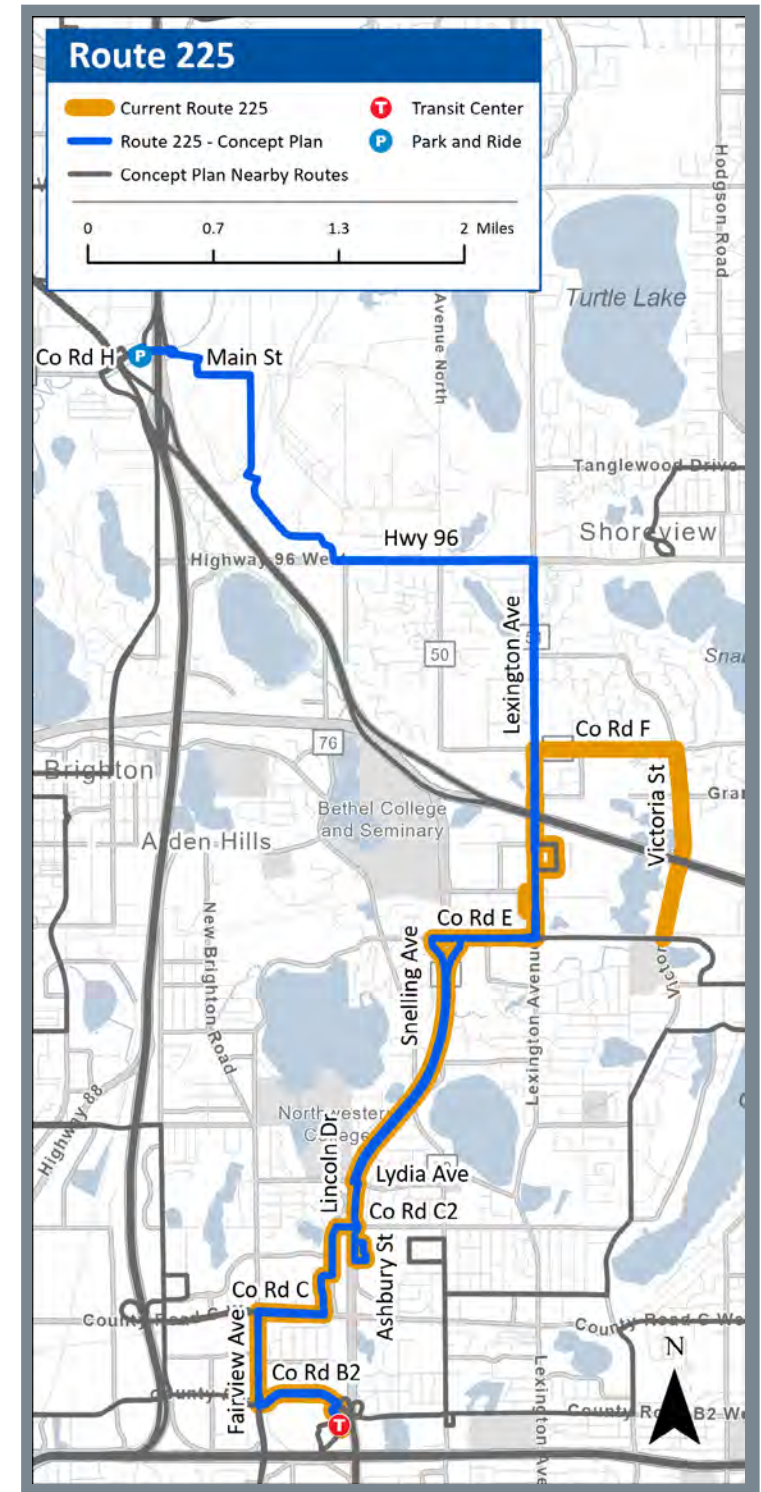 Route 225
Current Route 225
T Transit Center
Route 225 - Concept Plan
P Park and Ride
Concept Plan Nearby Routes
0 0.7 1.3 2 Miles
Hodgson Road
Turtle Lake
Avenue North
Co Rd H
P
Main St
Tanglewood Drive
Shoreview
Hwy 96
Highway 96 West
Lexington Ave
51
50
Co Rd F
76
Brighton
Victoria St
Bethel College
and Seminary
Arden Hills
Co Rd E
Snelling Ave
New Brighton Road
Lexington Avenue
Highway 88
Northwestern
College
Lincoln Dr
Lydia Ave
Co Rd C2
Ashbury St
Co Rd C
County Road C
County Road C We
Fairview Ave
N
Co Rd B2
T
County
Lexington Ave
County Road B2 W